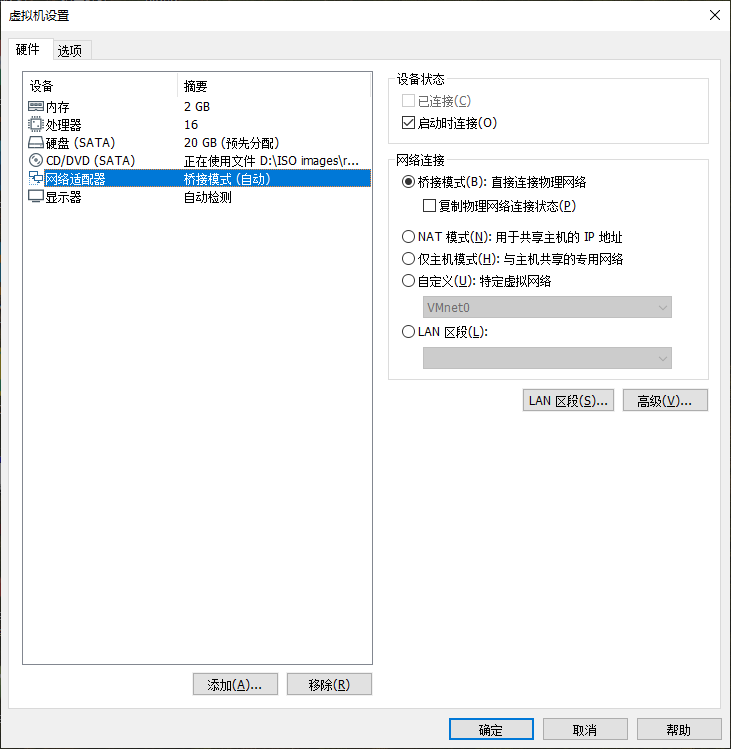 虚拟机设置
硬件 选项
设备 摘要
内存 2 GB
处理器 16
硬盘 (SATA) 20 GB (预先分配)
CD/DVD (SATA) 正在使用文件 D:\ISO images\r...
网络适配器 桥接模式 (自动)
显示器 自动检测
添加(A)... 移除(R)
设备状态
已连接(C)
启动时连接(O)
网络连接
桥接模式(B): 直接连接物理网络
复制物理网络连接状态(P)
NAT 模式(N): 用于共享主机的 IP 地址
仅主机模式(H): 与主机共享的专用网络
自定义(U): 特定虚拟网络
VMnet0
LAN 区段(L):
LAN 区段(S)... 高级(V)...
确定 取消 帮助